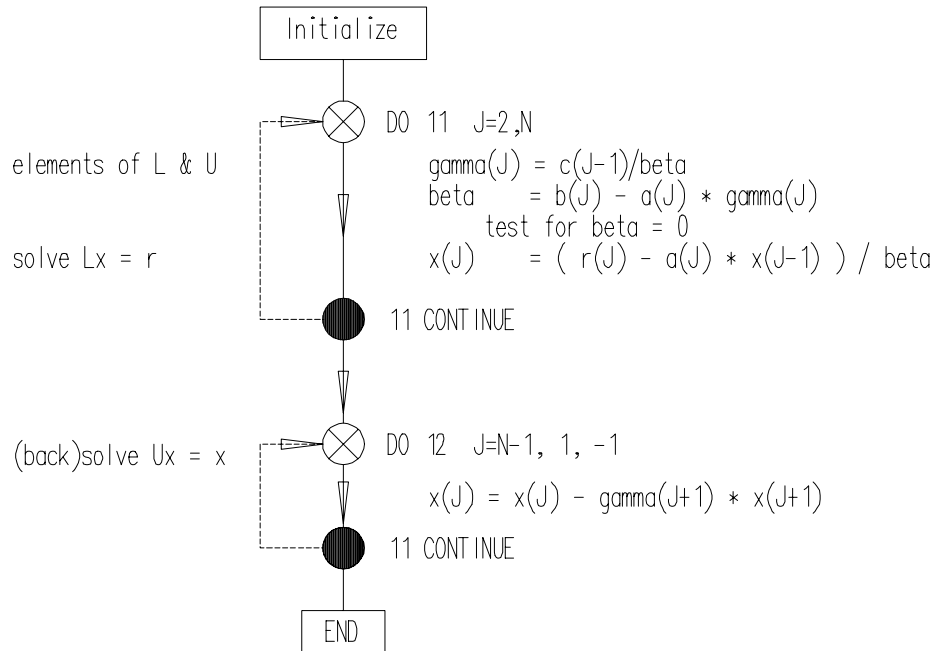 Initialize
DO 11 J=2,N
elements of L & U
gamma(J) = c(J-1)/beta
beta = b(J) - a(J) * gamma(J)
test for beta = 0
solve Lx = r
x(J) = ( r(J) - a(J) * x(J-1) ) / beta
11 CONTINUE
DO 12 J=N-1, 1, -1
(back)solve Ux = x
x(J) = x(J) - gamma(J+1) * x(J+1)
11 CONTINUE
END